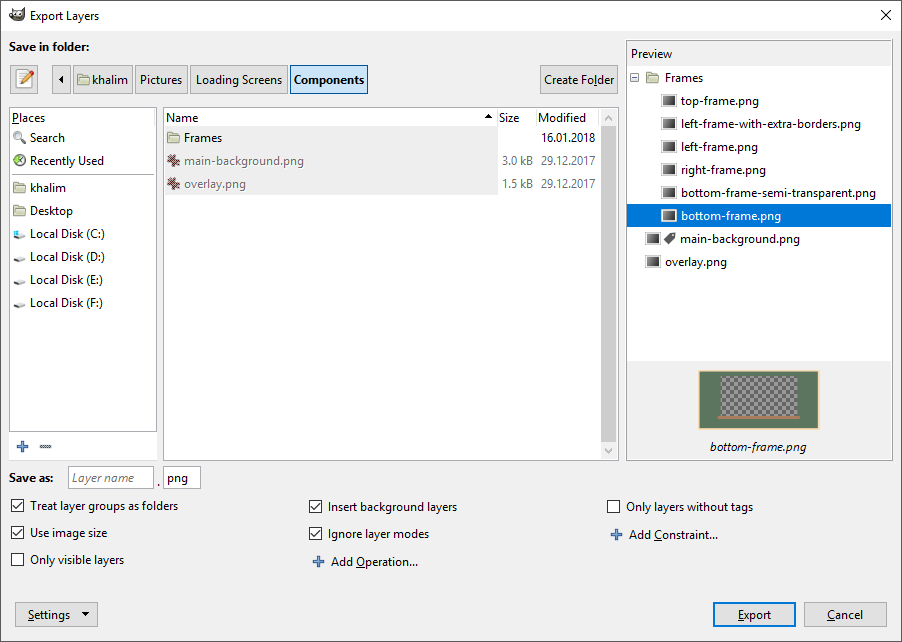 Export Layers
Save in folder:
khalim Pictures Loading Screens Components Create Folder
Places
Search
Recently Used
khalim
Desktop
Local Disk (C:)
Local Disk (D:)
Local Disk (E:)
Local Disk (F:)
Name Size Modified
Frames 16.01.2018
main-background.png 3.0 kB 29.12.2017
overlay.png 1.5 kB 29.12.2017
Preview
Frames
top-frame.png
left-frame-with-extra-borders.png
left-frame.png
right-frame.png
bottom-frame-semi-transparent.png
bottom-frame.png
main-background.png
overlay.png
bottom-frame.png
Save as: Layer name . png
Treat layer groups as folders
Use image size
Only visible layers
Insert background layers
Ignore layer modes
Add Operation...
Only layers without tags
Add Constraint...
Settings
Export
Cancel